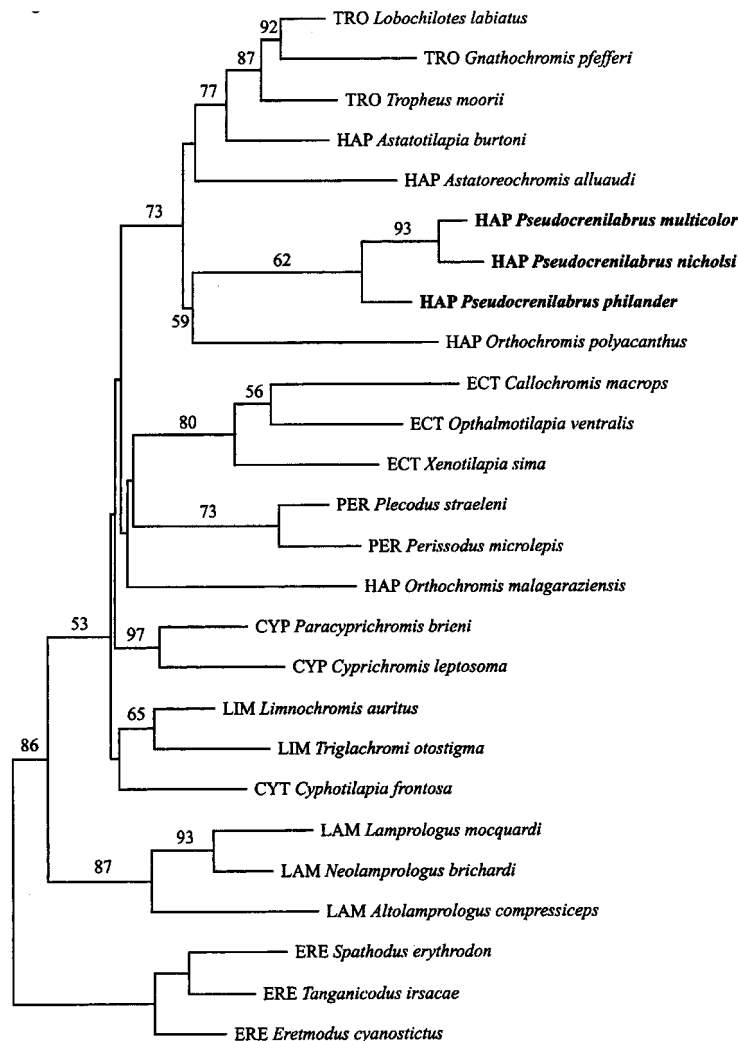 92
TRO Lobochilotes labiatus
87
TRO Gnathochromis pfefferi
77
TRO Tropheus moorii
HAP Astatotilapia burtoni
HAP Astatoreochromis alluaudi
73
93
HAP Pseudocrenilabrus multicolor
62
HAP Pseudocrenilabrus nicholsi
HAP Pseudocrenilabrus philander
59
HAP Orthochromis polyacanthus
56
ECT Callochromis macrops
80
ECT Opthalmotilapia ventralis
ECT Xenotilapia sima
73
PER Plecodus straeleni
PER Perissodus microlepis
HAP Orthochromis malagaraziensis
53
97
CYP Paracyprichromis brieni
CYP Cyprichromis leptosoma
65
LIM Limnochromis auritus
LIM Triglachromi otostigma
86
CYT Cyphotilapia frontosa
93
LAM Lamprologus mocquardi
87
LAM Neolamprologus brichardi
LAM Altolamprologus compressiceps
ERE Spathodus erythrodon
ERE Tanganicodus irsacae
ERE Eretmodus cyanostictus